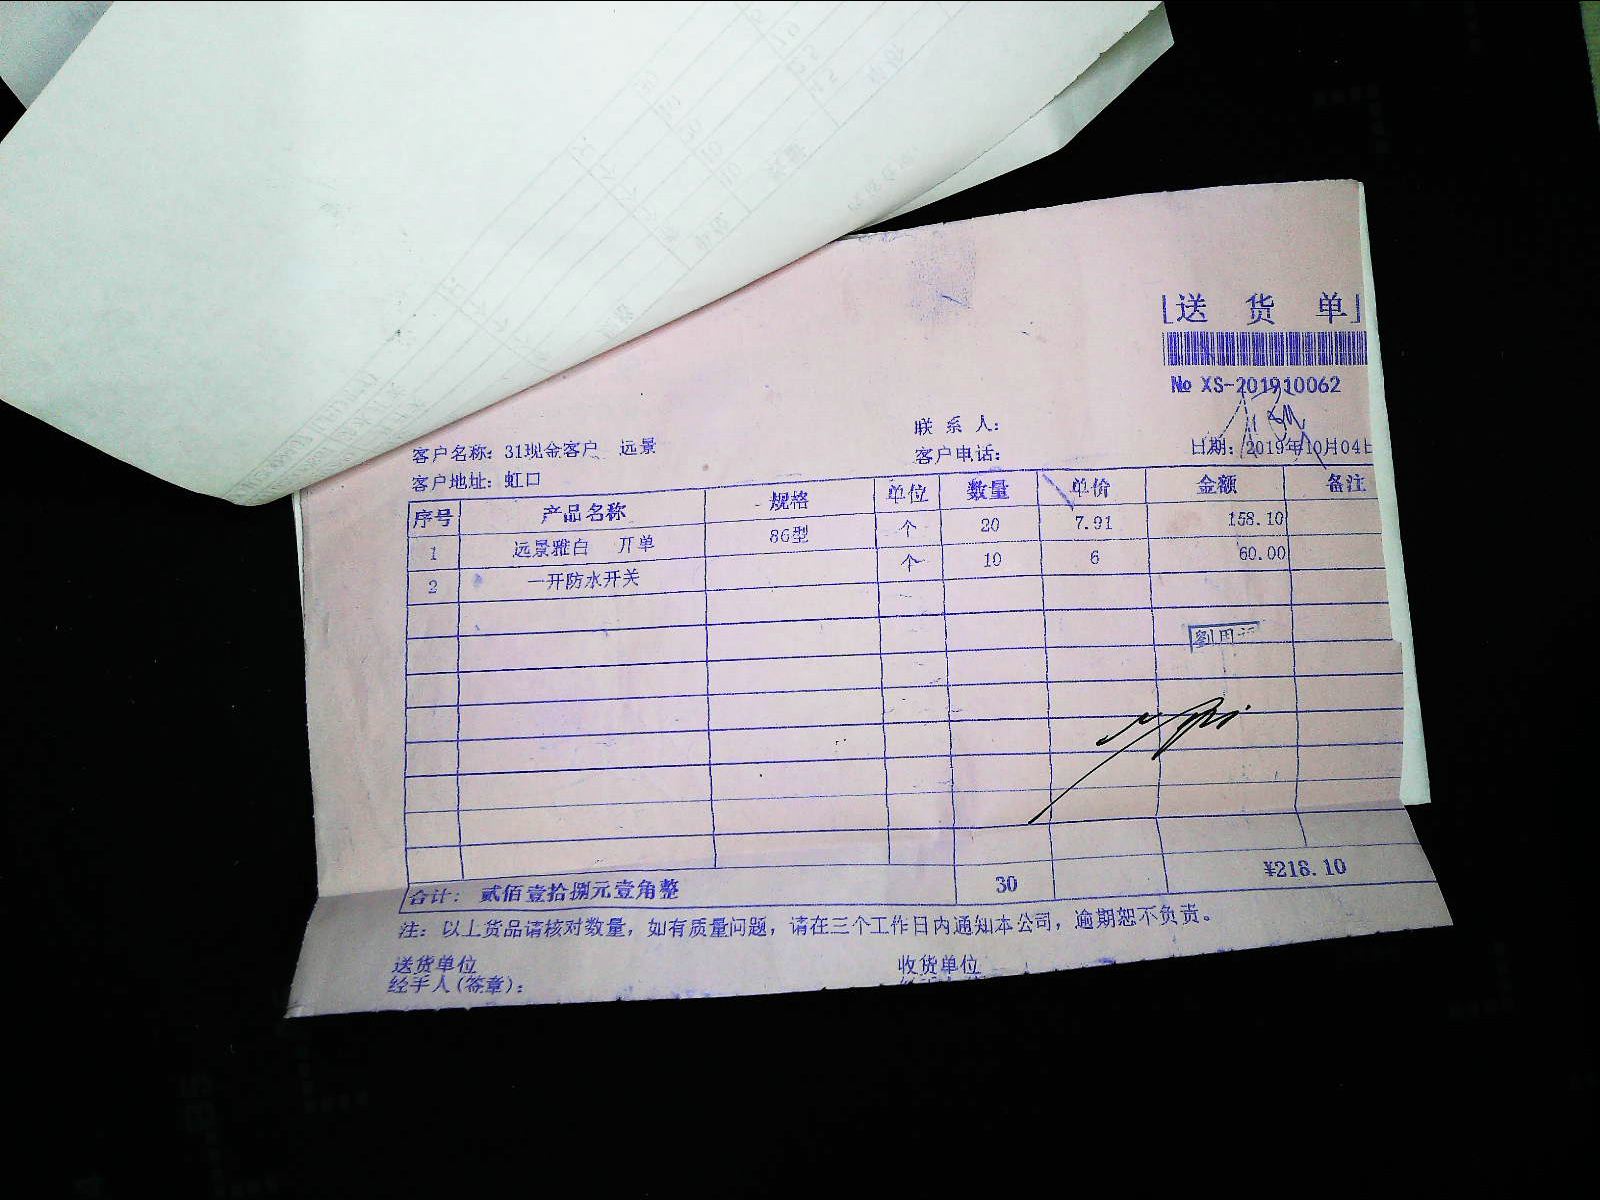 [送 货 单]
№ XS-201910062
联 系 人：
客户名称：31现金客户 远景
客户电话：
日期：2019年10月04日
客户地址：虹口
序号 产品名称 规格 单位 数量 单价 金额 备注
1 远景雅白 开单 86型 个 20 7.91 158.10
2 一开防水开关 个 10 6 60.00
合计：贰佰壹拾捌元壹角整 30 ¥218.10
注：以上货品请核对数量，如有质量问题，请在三个工作日内通知本公司，逾期恕不负责。
送货单位 收货单位
经手人(签章)：